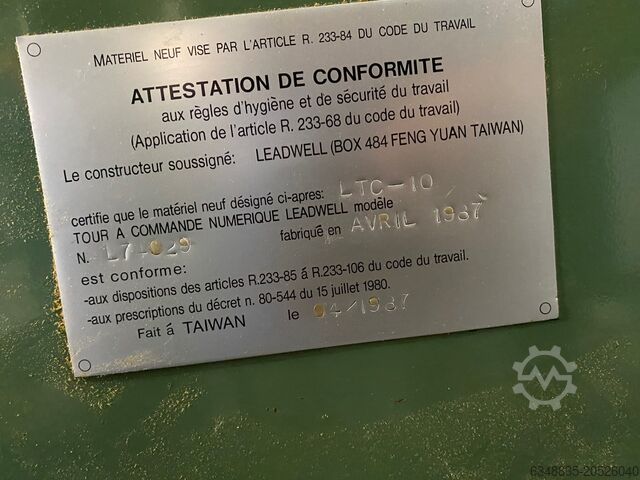 MATERIEL NEUF VISE PAR L'ARTICLE R. 233-84 DU CODE DU TRAVAIL
ATTESTATION DE CONFORMITE
aux règles d'hygiène et de sécurité du travail
(Application de l'article R. 233-68 du code du travail)
Le constructeur soussigné: LEADWELL (BOX 484 FENG YUAN TAIWAN)
certifie que le matériel neuf désigné ci-apres: LTC-10
TOUR A COMMANDE NUMERIQUE LEADWELL modèle
N. fabriqué en AVRIL 1987
est conforme:
-aux dispositions des articles R.233-85 á R.233-106 du code du travail.
-aux prescriptions du décret n. 80-544 du 15 juillet 1980.
Fait á TAIWAN le 04/1987
6348835-20526040